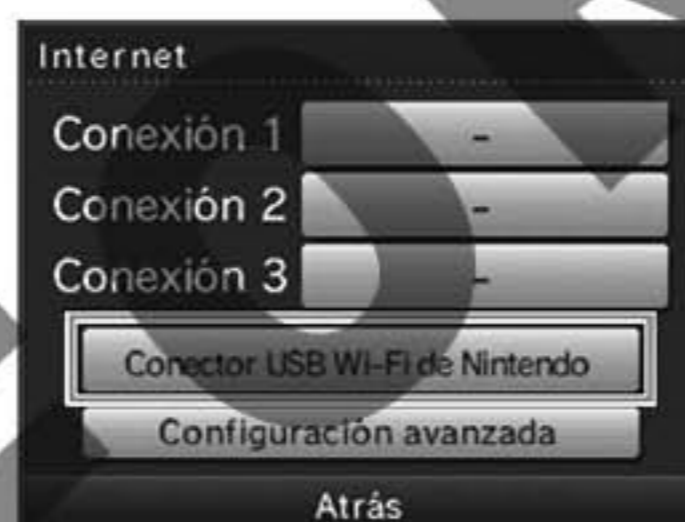 Internet
Conexión 1 -
Conexión 2 -
Conexión 3 -
Conector USB Wi-Fi de Nintendo
Configuración avanzada
Atrás